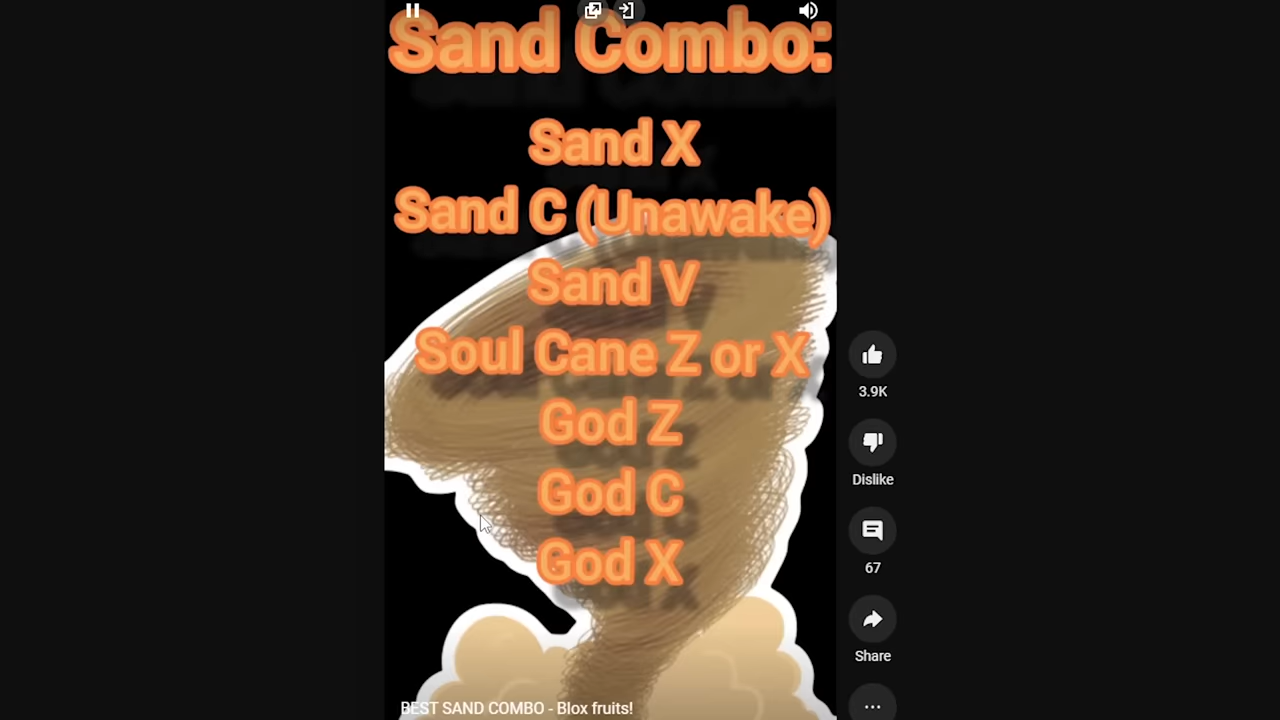 Sand Combo:
Sand X
Sand C (Unawake)
Sand V
Soul Cane Z or X
God Z
God C
God X
3.9K
Dislike
67
Share
BEST SAND COMBO - Blox fruits!